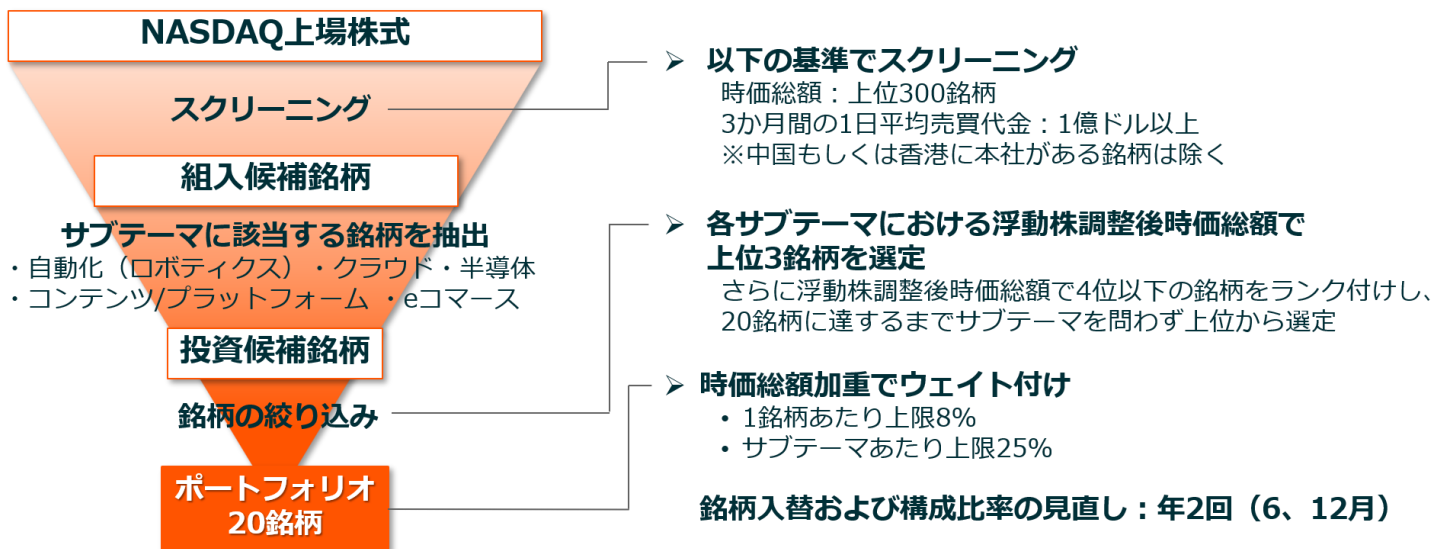 NASDAQ上場株式
スクリーニング
組入候補銘柄
サブテーマに該当する銘柄を抽出
・自動化（ロボティクス）・クラウド・半導体
・コンテンツ/プラットフォーム ・eコマース
投資候補銘柄
銘柄の絞り込み
ポートフォリオ
20銘柄
➢ 以下の基準でスクリーニング
時価総額：上位300銘柄
3か月間の1日平均売買代金：1億ドル以上
※中国もしくは香港に本社がある銘柄は除く
➢ 各サブテーマにおける浮動株調整後時価総額で
上位3銘柄を選定
さらに浮動株調整後時価総額で4位以下の銘柄をランク付けし、
20銘柄に達するまでサブテーマを問わず上位から選定
➢ 時価総額加重でウェイト付け
• 1銘柄あたり上限8%
• サブテーマあたり上限25%
銘柄入替および構成比率の見直し：年2回（6、12月）